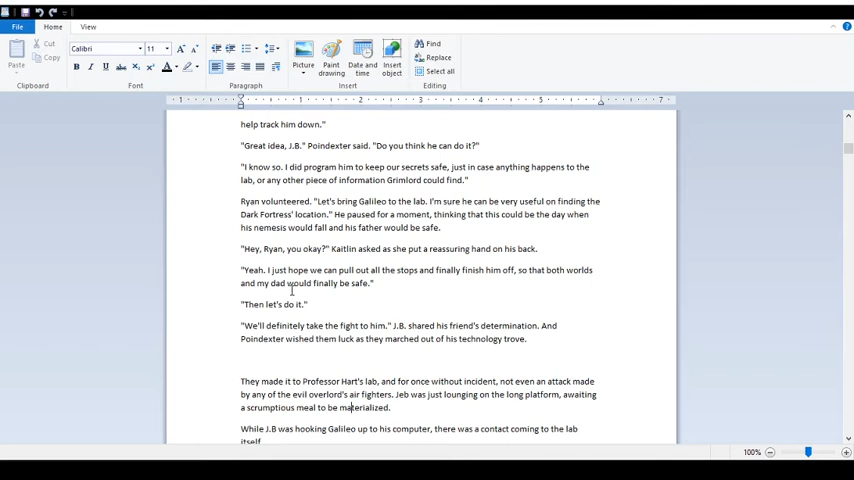 File Home View
Cut
Copy
Paste
Clipboard
Calibri 11
Font
Paragraph
Picture
Paint drawing
Date and time
Insert object
Insert
Find
Replace
Select all
Editing
1 1 2 3 4 5 7
help track him down."
"Great idea, J.B." Poindexter said. "Do you think he can do it?"
"I know so. I did program him to keep our secrets safe, just in case anything happens to the
lab, or any other piece of information Grimlord could find."
Ryan volunteered. "Let's bring Galileo to the lab. I'm sure he can be very useful on finding the
Dark Fortress' location." He paused for a moment, thinking that this could be the day when
his nemesis would fall and his father would be safe.
"Hey, Ryan, you okay?" Kaitlin asked as she put a reassuring hand on his back.
"Yeah. I just hope we can pull out all the stops and finally finish him off, so that both worlds
and my dad would finally be safe."
"Then let's do it."
"We'll definitely take the fight to him." J.B. shared his friend's determination. And
Poindexter wished them luck as they marched out of his technology trove.
They made it to Professor Hart's lab, and for once without incident, not even an attack made
by any of the evil overlord's air fighters. Jeb was just lounging on the long platform, awaiting
a scrumptious meal to be materialized.
While J.B was hooking Galileo up to his computer, there was a contact coming to the lab
itself.
100%